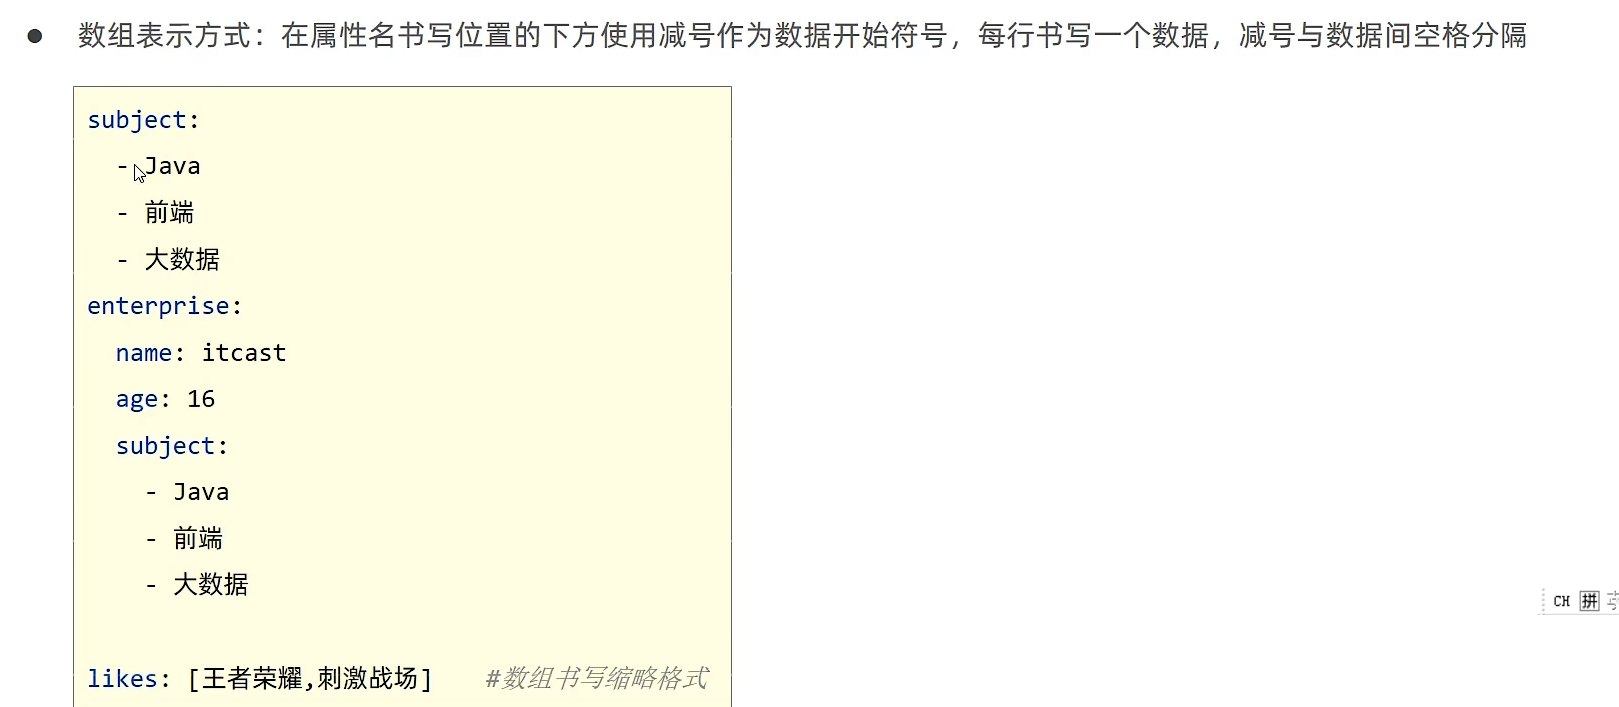 ● 数组表示方式：在属性名书写位置的下方使用减号作为数据开始符号，每行书写一个数据，减号与数据间空格分隔
subject:
  - Java
  - 前端
  - 大数据
enterprise:
  name: itcast
  age: 16
  subject:
    - Java
    - 前端
    - 大数据
likes: [王者荣耀,刺激战场]    #数组书写缩略格式
CH 拼